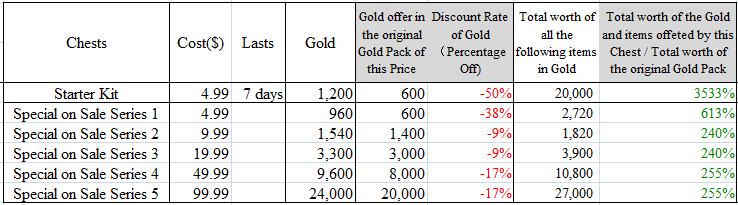 Chests Cost($) Lasts Gold Gold offer in the original Gold Pack of this Price Discount Rate of Gold (Percentage Off) Total worth of all the following items in Gold Total worth of the Gold and items offeted by this Chest / Total worth of the original Gold Pack
Starter Kit 4.99 7 days 1,200 600 -50% 20,000 3533%
Special on Sale Series 1 4.99 960 600 -38% 2,720 613%
Special on Sale Series 2 9.99 1,540 1,400 -9% 1,820 240%
Special on Sale Series 3 19.99 3,300 3,000 -9% 3,900 240%
Special on Sale Series 4 49.99 9,600 8,000 -17% 10,800 255%
Special on Sale Series 5 99.99 24,000 20,000 -17% 27,000 255%